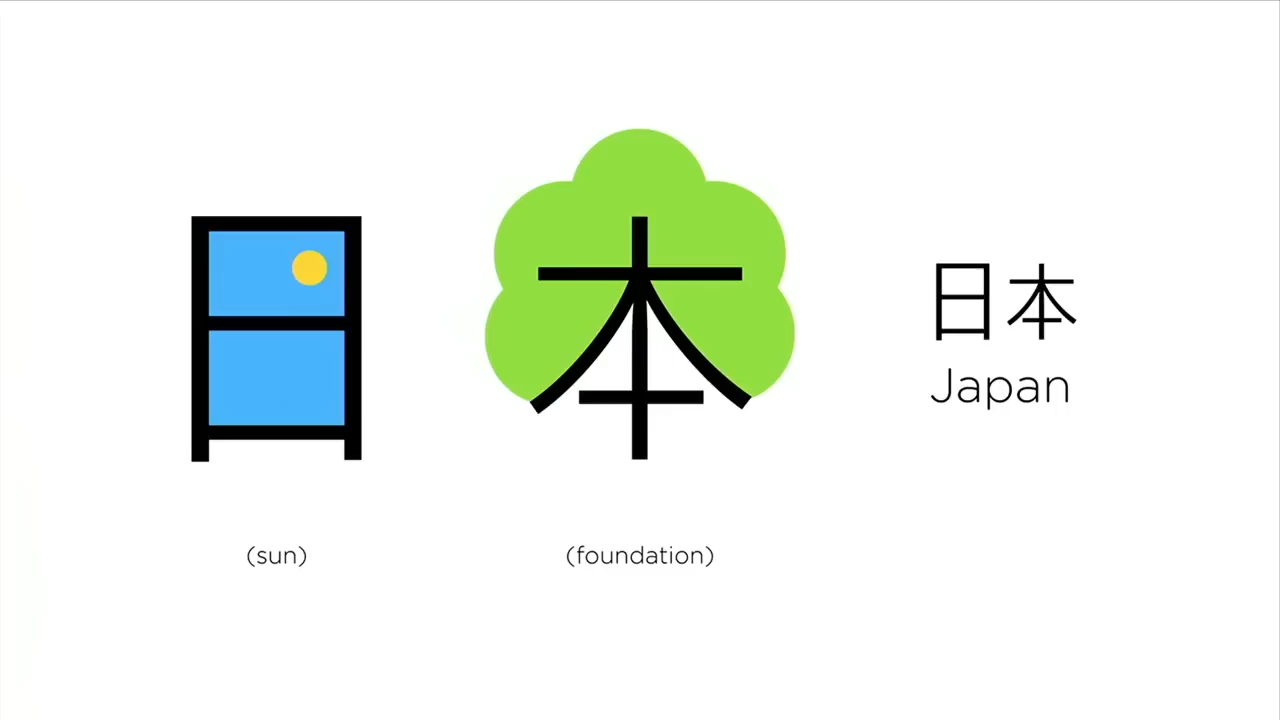 日 本
日本
Japan
(sun)
(foundation)